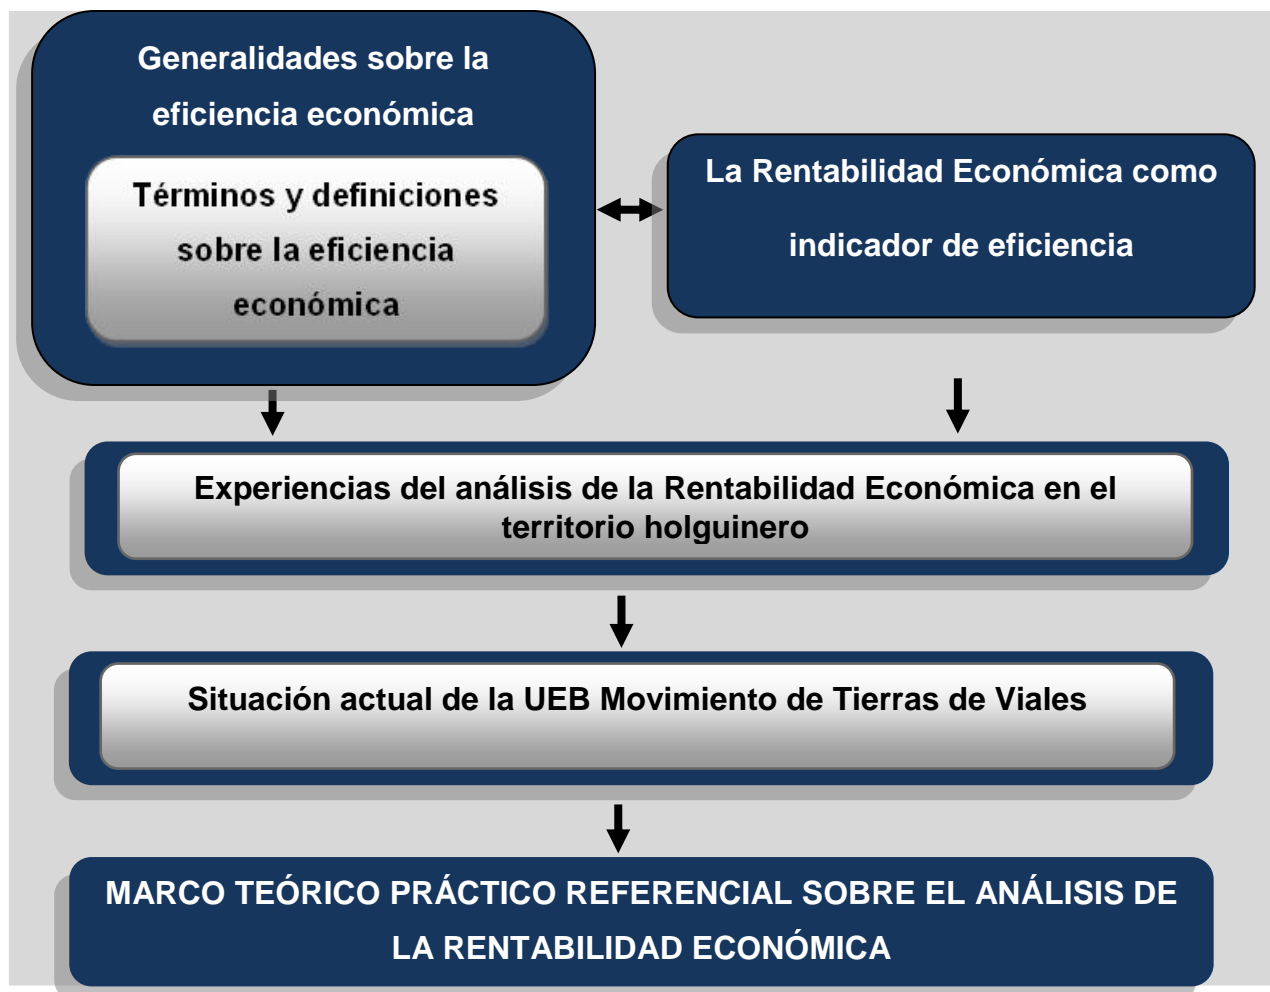 Generalidades sobre la
eficiencia económica
Términos y definiciones
sobre la eficiencia
económica
La Rentabilidad Económica como
indicador de eficiencia
Experiencias del análisis de la Rentabilidad Económica en el
territorio holguinero
Situación actual de la UEB Movimiento de Tierras de Viales
MARCO TEÓRICO PRÁCTICO REFERENCIAL SOBRE EL ANÁLISIS DE
LA RENTABILIDAD ECONÓMICA